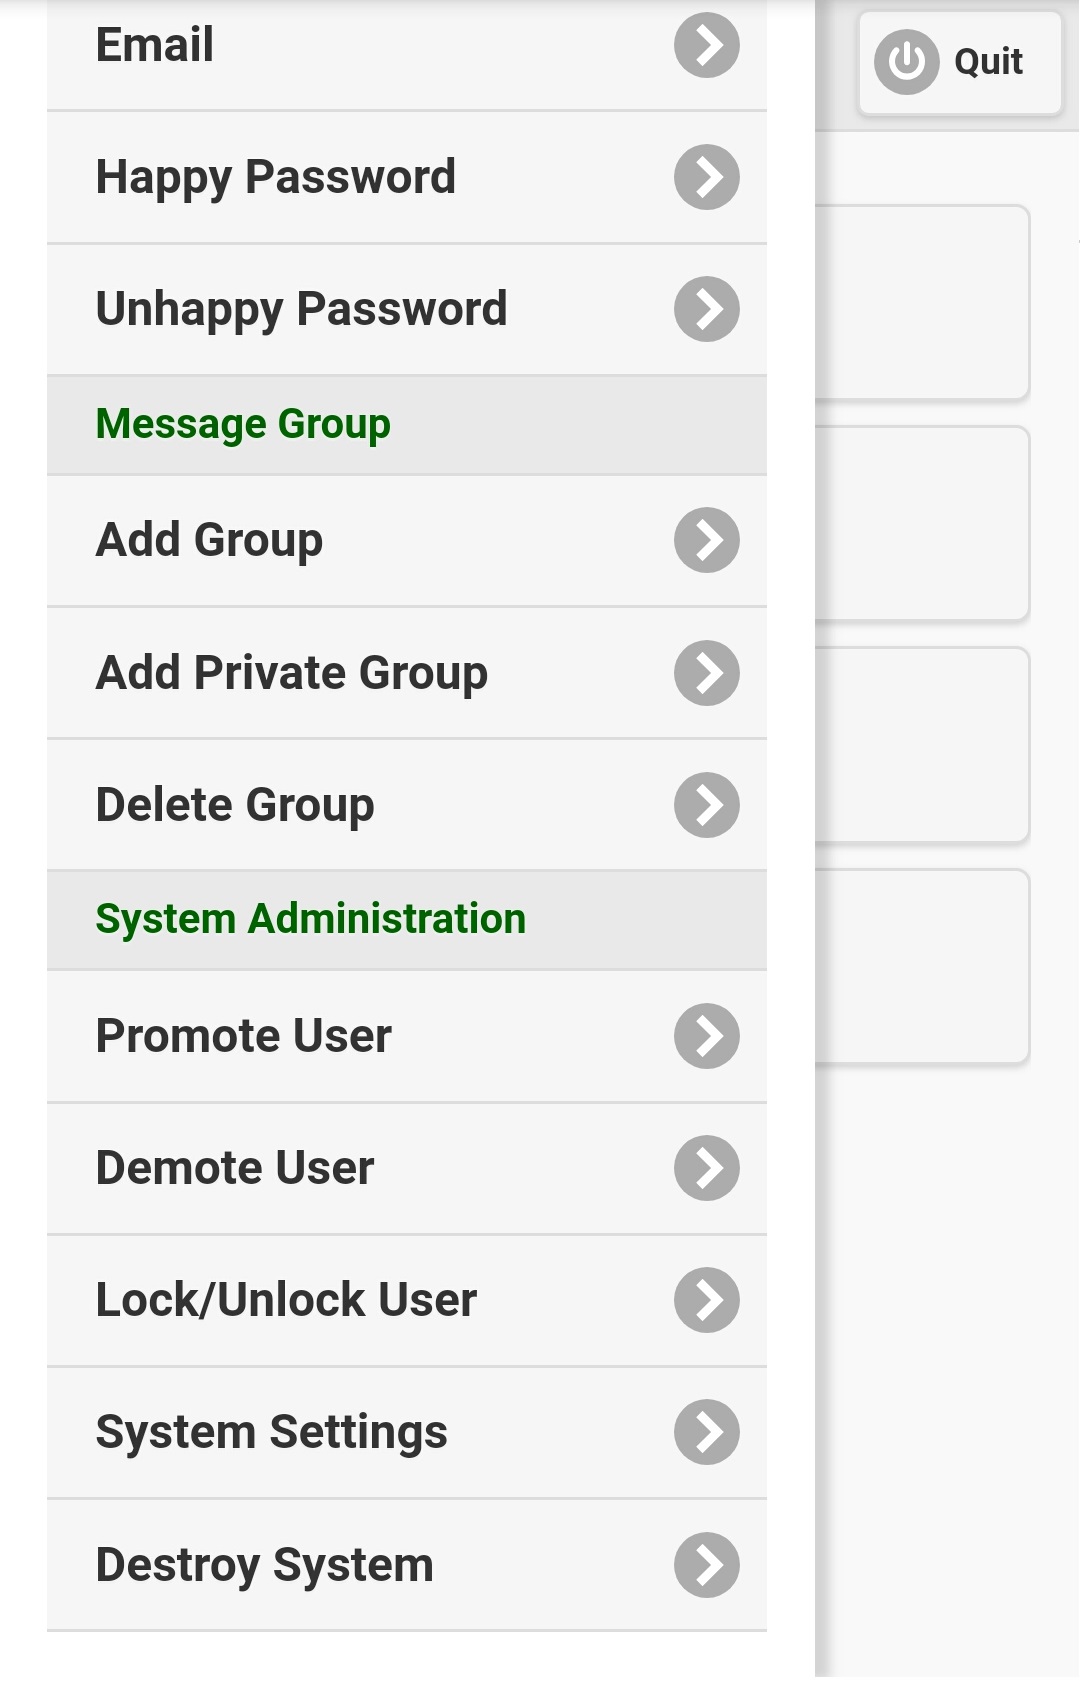 Email
Quit
Happy Password
Unhappy Password
Message Group
Add Group
Add Private Group
Delete Group
System Administration
Promote User
Demote User
Lock/Unlock User
System Settings
Destroy System